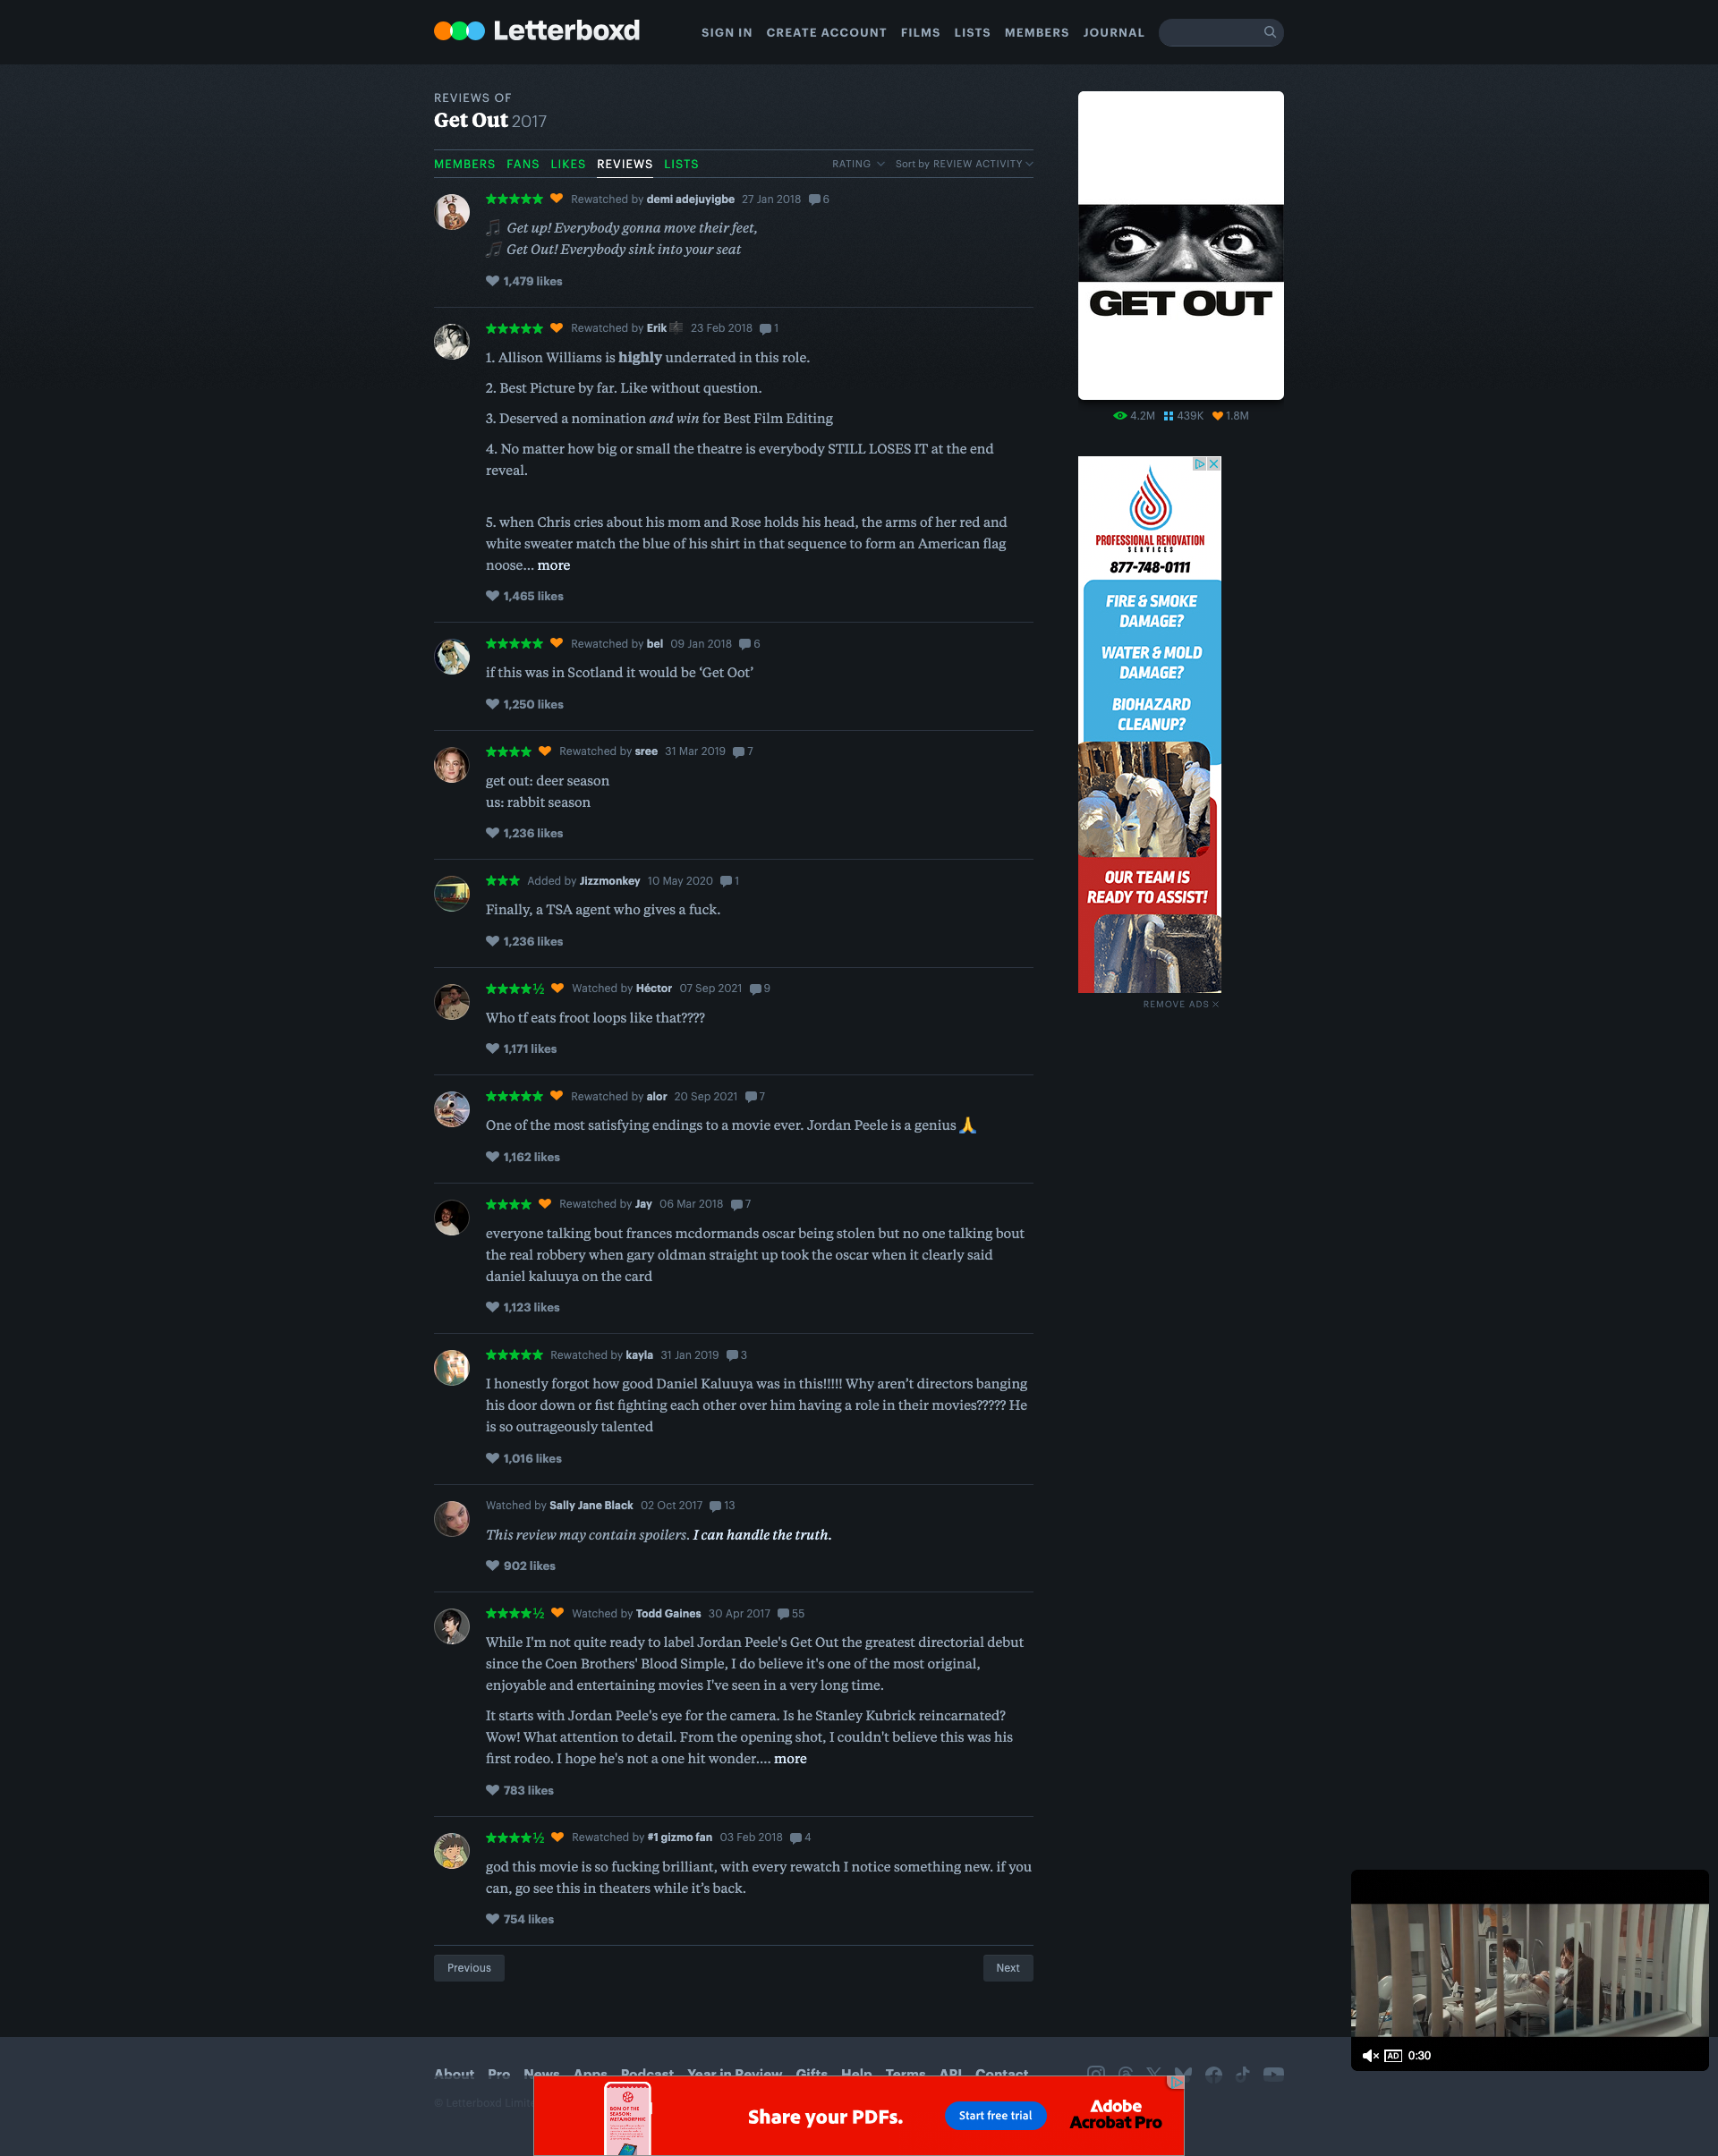 Letterboxd
SIGN IN CREATE ACCOUNT FILMS LISTS MEMBERS JOURNAL
REVIEWS OF
Get Out 2017
MEMBERS FANS LIKES REVIEWS LISTS
RATING Sort by REVIEW ACTIVITY
Rewatched by demi adejuyigbe 27 Jan 2018 6
Get up! Everybody gonna move their feet,
Get Out! Everybody sink into your seat
1,479 likes
Rewatched by Erik 23 Feb 2018 1
1. Allison Williams is highly underrated in this role.
2. Best Picture by far. Like without question.
3. Deserved a nomination and win for Best Film Editing
4. No matter how big or small the theatre is everybody STILL LOSES IT at the end
reveal.
5. when Chris cries about his mom and Rose holds his head, the arms of her red and
white sweater match the blue of his shirt in that sequence to form an American flag
noose... more
1,465 likes
Rewatched by bel 09 Jan 2018 6
if this was in Scotland it would be ‘Get Oot’
1,250 likes
Rewatched by sree 31 Mar 2019 7
get out: deer season
us: rabbit season
1,236 likes
Added by Jizzmonkey 10 May 2020 1
Finally, a TSA agent who gives a fuck.
1,236 likes
½ Watched by Héctor 07 Sep 2021 9
Who tf eats froot loops like that????
1,171 likes
Rewatched by alor 20 Sep 2021 7
One of the most satisfying endings to a movie ever. Jordan Peele is a genius🙏
1,162 likes
Rewatched by Jay 06 Mar 2018 7
everyone talking bout frances mcdormands oscar being stolen but no one talking bout
the real robbery when gary oldman straight up took the oscar when it clearly said
daniel kaluuya on the card
1,123 likes
Rewatched by kayla 31 Jan 2019 3
I honestly forgot how good Daniel Kaluuya was in this!!!!! Why aren’t directors banging
his door down or fist fighting each other over him having a role in their movies????? He
is so outrageously talented
1,016 likes
Watched by Sally Jane Black 02 Oct 2017 13
This review may contain spoilers. I can handle the truth.
902 likes
½ Watched by Todd Gaines 30 Apr 2017 55
While I'm not quite ready to label Jordan Peele's Get Out the greatest directorial debut
since the Coen Brothers' Blood Simple, I do believe it's one of the most original,
enjoyable and entertaining movies I've seen in a very long time.
It starts with Jordan Peele's eye for the camera. Is he Stanley Kubrick reincarnated?
Wow! What attention to detail. From the opening shot, I couldn't believe this was his
first rodeo. I hope he's not a one hit wonder.... more
783 likes
½ Rewatched by #1 gizmo fan 03 Feb 2018 4
god this movie is so fucking brilliant, with every rewatch I notice something new. if you
can, go see this in theaters while it’s back.
754 likes
Previous Next
GET OUT
4.2M 439K 1.8M
PROFESSIONAL RENOVATION
SERVICES
877-748-0111
FIRE & SMOKE
DAMAGE?
WATER & MOLD
DAMAGE?
BIOHAZARD
CLEANUP?
OUR TEAM IS
READY TO ASSIST!
REMOVE ADS
AD 0:30
About Pro News Apps Podcast Year in Review Gifts Help Terms API Contact
© Letterboxd
Share your PDFs.
Start free trial
Adobe
Acrobat Pro